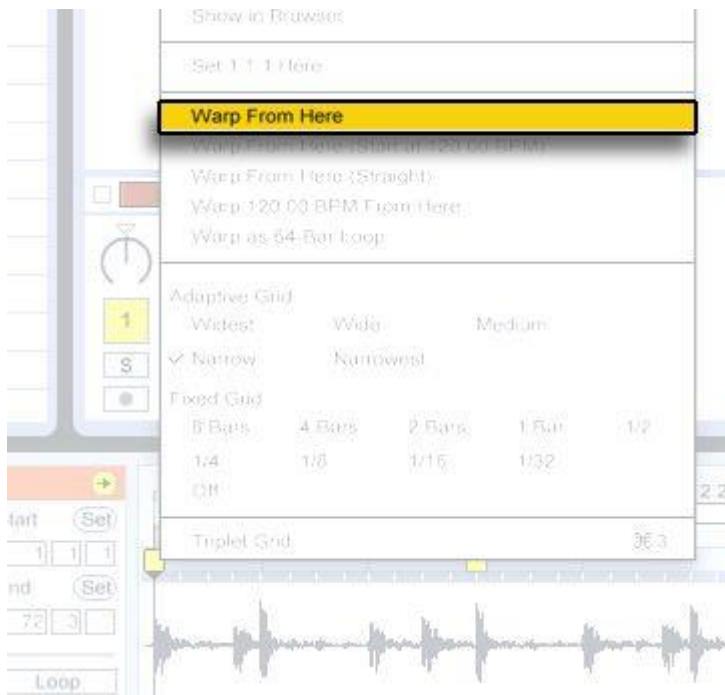 Show in Browser
Set 1.1.1 Here
Warp From Here
Warp From Here (Start at 120.00 BPM)
Warp From Here (Straight)
Warp 120.00 BPM From Here
Warp as 64-Bar Loop
Adaptive Grid
Widest Wide Medium
✓ Narrow Narrowest
Fixed Grid
8 Bars 4 Bars 2 Bars 1 Bar 1/2
1/4 1/8 1/16 1/32
Off
Triplet Grid ⌘3
1
S
2.2
tart Set
1 1 1
nd Set
72 3
Loop